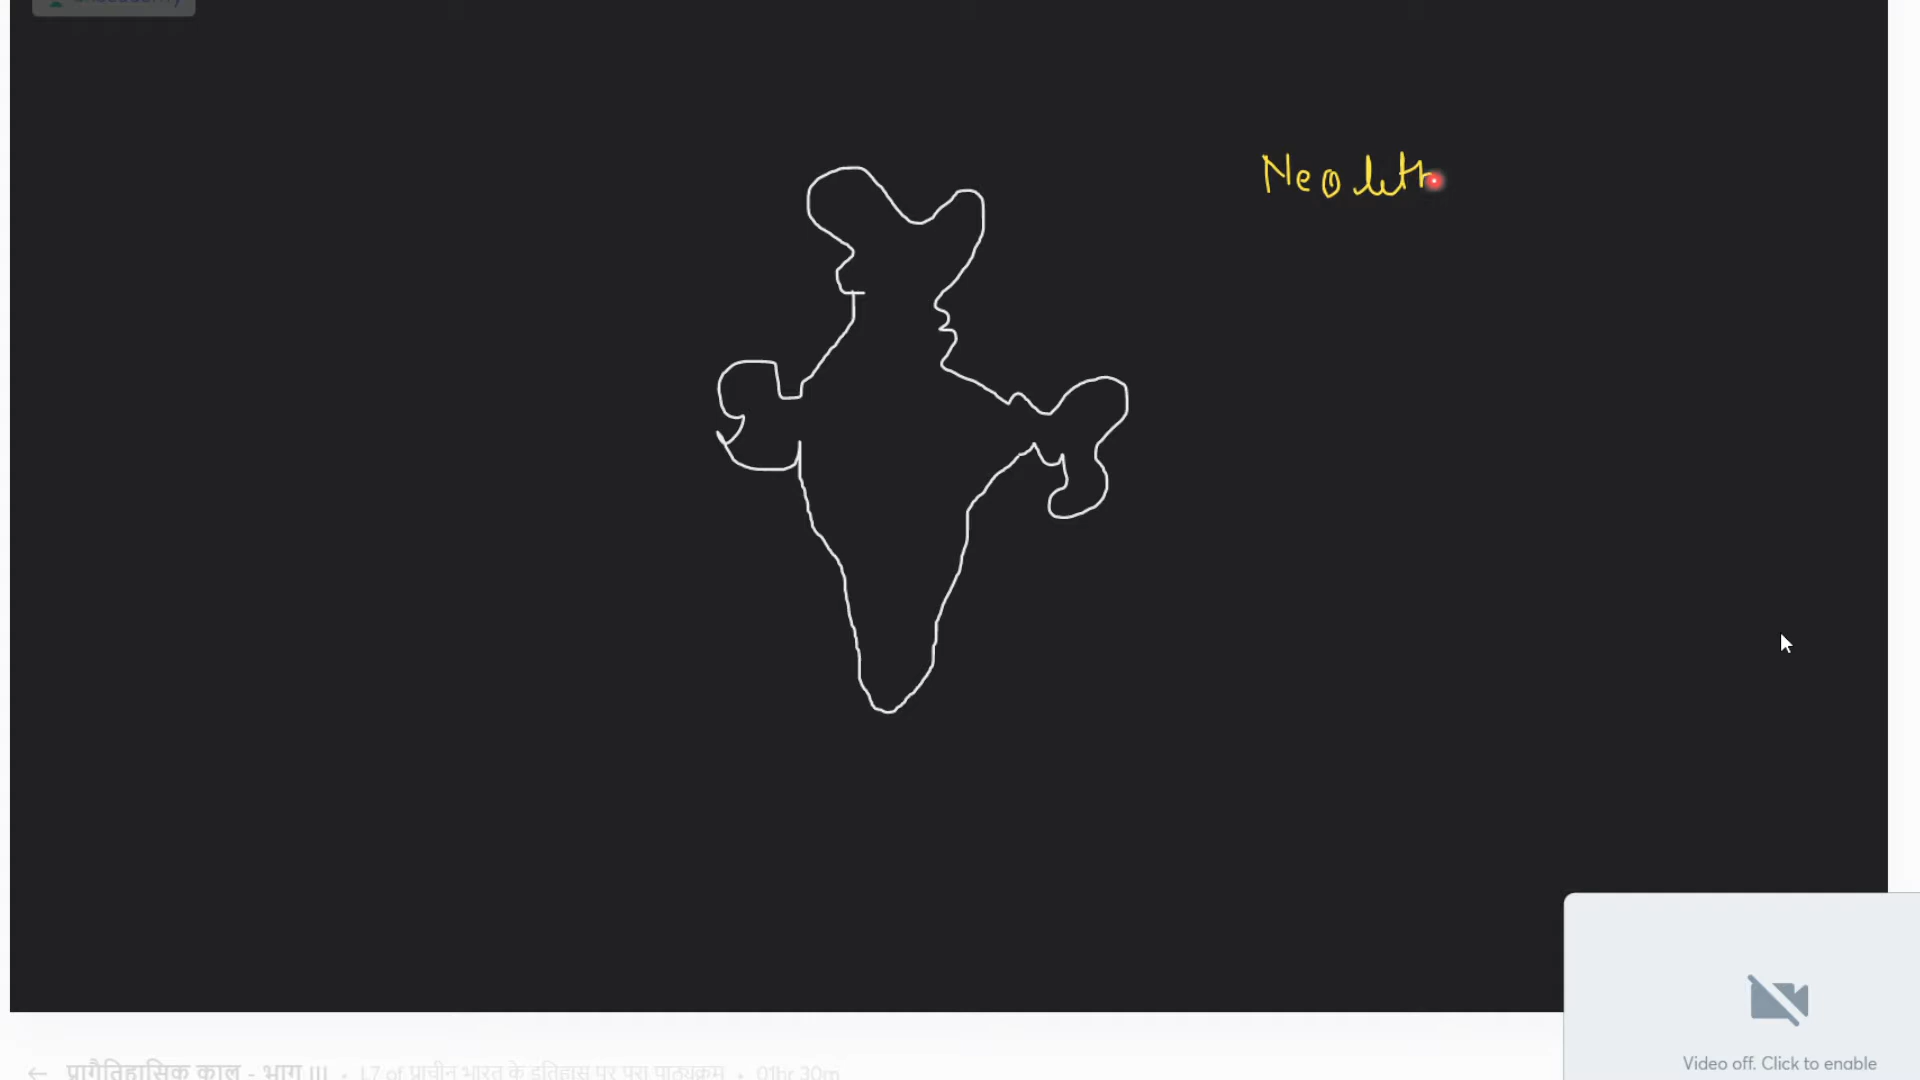 Neolith
← प्रागैतिहासिक काल - भाग III • L7 of प्राचीन भारत के इतिहास पर पूरा पाठ्यक्रम • 01hr 30m
Video off. Click to enable